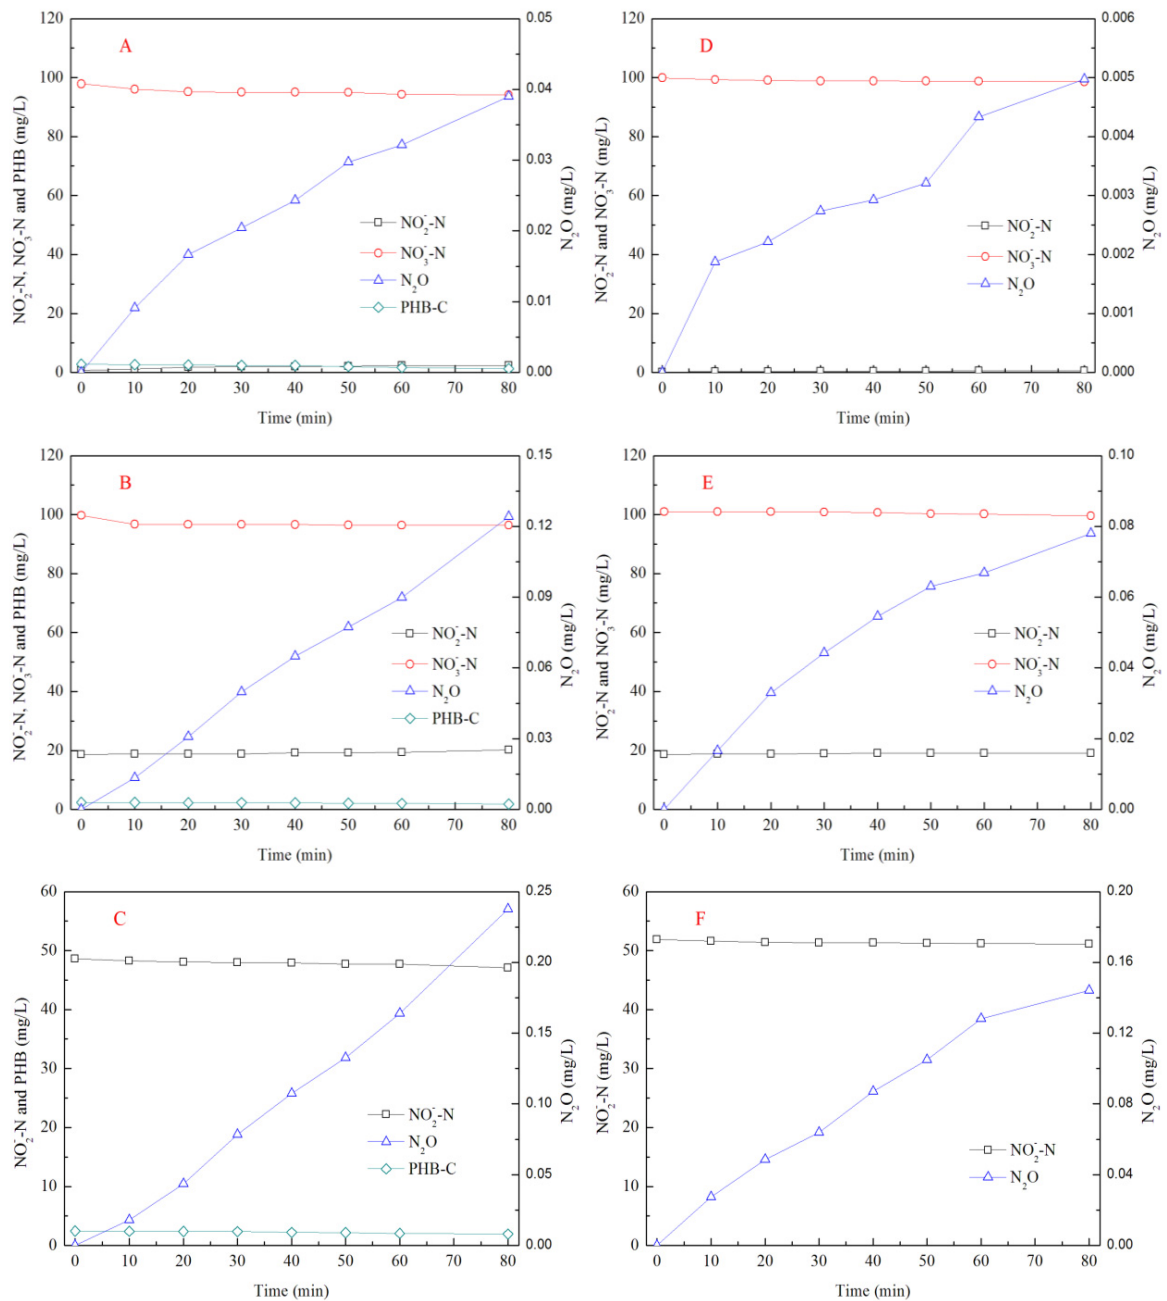 A
NO₂⁻-N, NO₃⁻-N and PHB (mg/L)
120
100
80
60
40
20
0
0.05
0.04
0.03
0.02
0.01
0.00
N₂O (mg/L)
NO₂⁻-N
NO₃⁻-N
N₂O
PHB-C
0 10 20 30 40 50 60 70 80
Time (min)
D
NO₂⁻-N and NO₃⁻-N (mg/L)
120
100
80
60
40
20
0
0.006
0.005
0.004
0.003
0.002
0.001
0.000
N₂O (mg/L)
NO₂⁻-N
NO₃⁻-N
N₂O
0 10 20 30 40 50 60 70 80
Time (min)
B
NO₂⁻-N, NO₃⁻-N and PHB (mg/L)
120
100
80
60
40
20
0
0.15
0.12
0.09
0.06
0.03
0.00
N₂O (mg/L)
NO₂⁻-N
NO₃⁻-N
N₂O
PHB-C
0 10 20 30 40 50 60 70 80
Time (min)
E
NO₂⁻-N and NO₃⁻-N (mg/L)
120
100
80
60
40
20
0
0.10
0.08
0.06
0.04
0.02
0.00
N₂O (mg/L)
NO₂⁻-N
NO₃⁻-N
N₂O
0 10 20 30 40 50 60 70 80
Time (min)
C
NO₂⁻-N and PHB (mg/L)
60
50
40
30
20
10
0
0.25
0.20
0.15
0.10
0.05
0.00
N₂O (mg/L)
NO₂⁻-N
N₂O
PHB-C
0 10 20 30 40 50 60 70 80
Time (min)
F
NO₂⁻-N (mg/L)
60
50
40
30
20
10
0
0.20
0.16
0.12
0.08
0.04
0.00
N₂O (mg/L)
NO₂⁻-N
N₂O
0 10 20 30 40 50 60 70 80
Time (min)